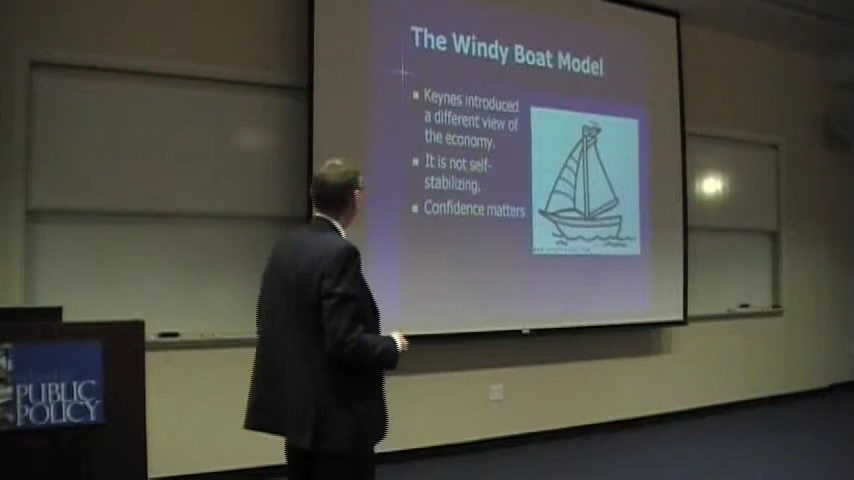 The Windy Boat Model
Keynes introduced
a different view of
the economy.
It is not self-
stabilizing.
Confidence matters
PUBLIC
POLICY